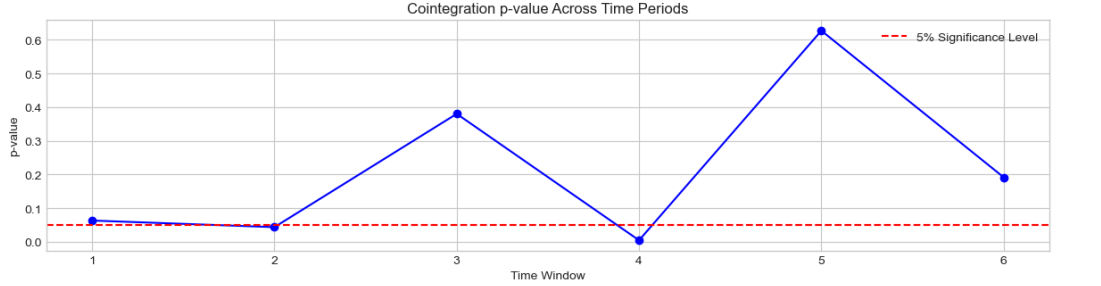 Cointegration p-value Across Time Periods
5% Significance Level
p-value
0.6
0.5
0.4
0.3
0.2
0.1
0.0
1 2 3 4 5 6
Time Window